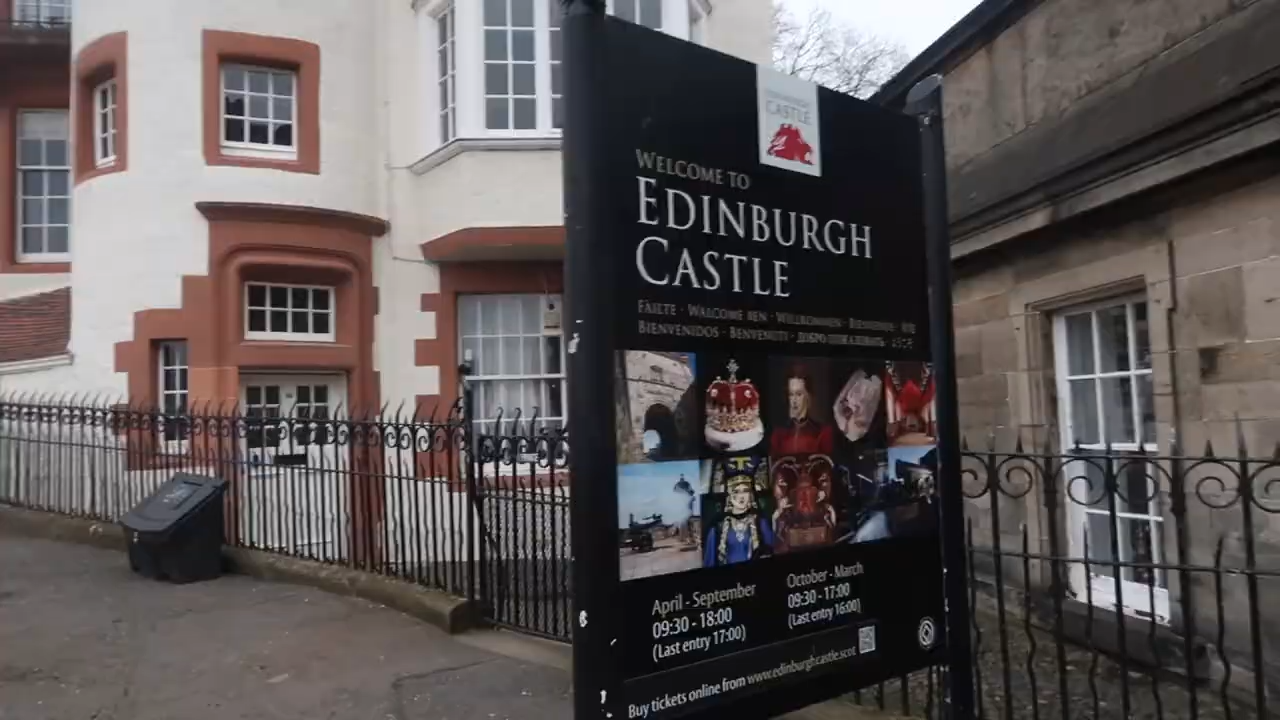 EDINBURGH
CASTLE
WELCOME TO
EDINBURGH
CASTLE
FÀILTE · WELCOME · WILLKOMMEN · BIENVENUE ·
BIENVENIDOS · BENVENUTI · ДОБРО ПОЖАЛОВАТЬ ·
April - September
09:30 - 18:00
(Last entry 17:00)
October - March
09:30 - 17:00
(Last entry 16:00)
Buy tickets online from www.edinburghcastle.scot